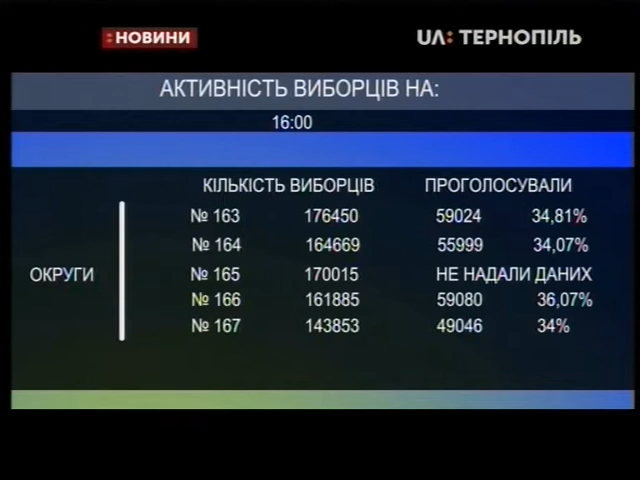 :НОВИНИ
UA: ТЕРНОПІЛЬ
АКТИВНІСТЬ ВИБОРЦІВ НА:
16:00
КІЛЬКІСТЬ ВИБОРЦІВ ПРОГОЛОСУВАЛИ
№ 163 176450 59024 34,81%
№ 164 164669 55999 34,07%
ОКРУГИ № 165 170015 НЕ НАДАЛИ ДАНИХ
№ 166 161885 59080 36,07%
№ 167 143853 49046 34%